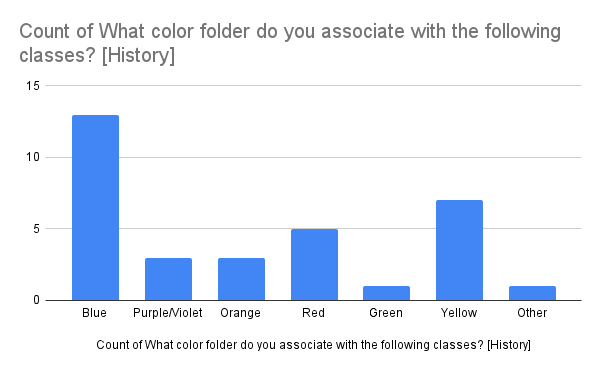 Count of What color folder do you associate with the following
classes? [History]
15
10
5
0
Blue Purple/Violet Orange Red Green Yellow Other
Count of What color folder do you associate with the following classes? [History]